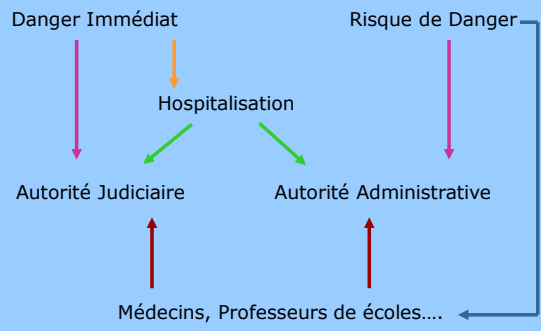 Danger Immédiat
Risque de Danger
Hospitalisation
Autorité Judiciaire
Autorité Administrative
Médecins, Professeurs de écoles….